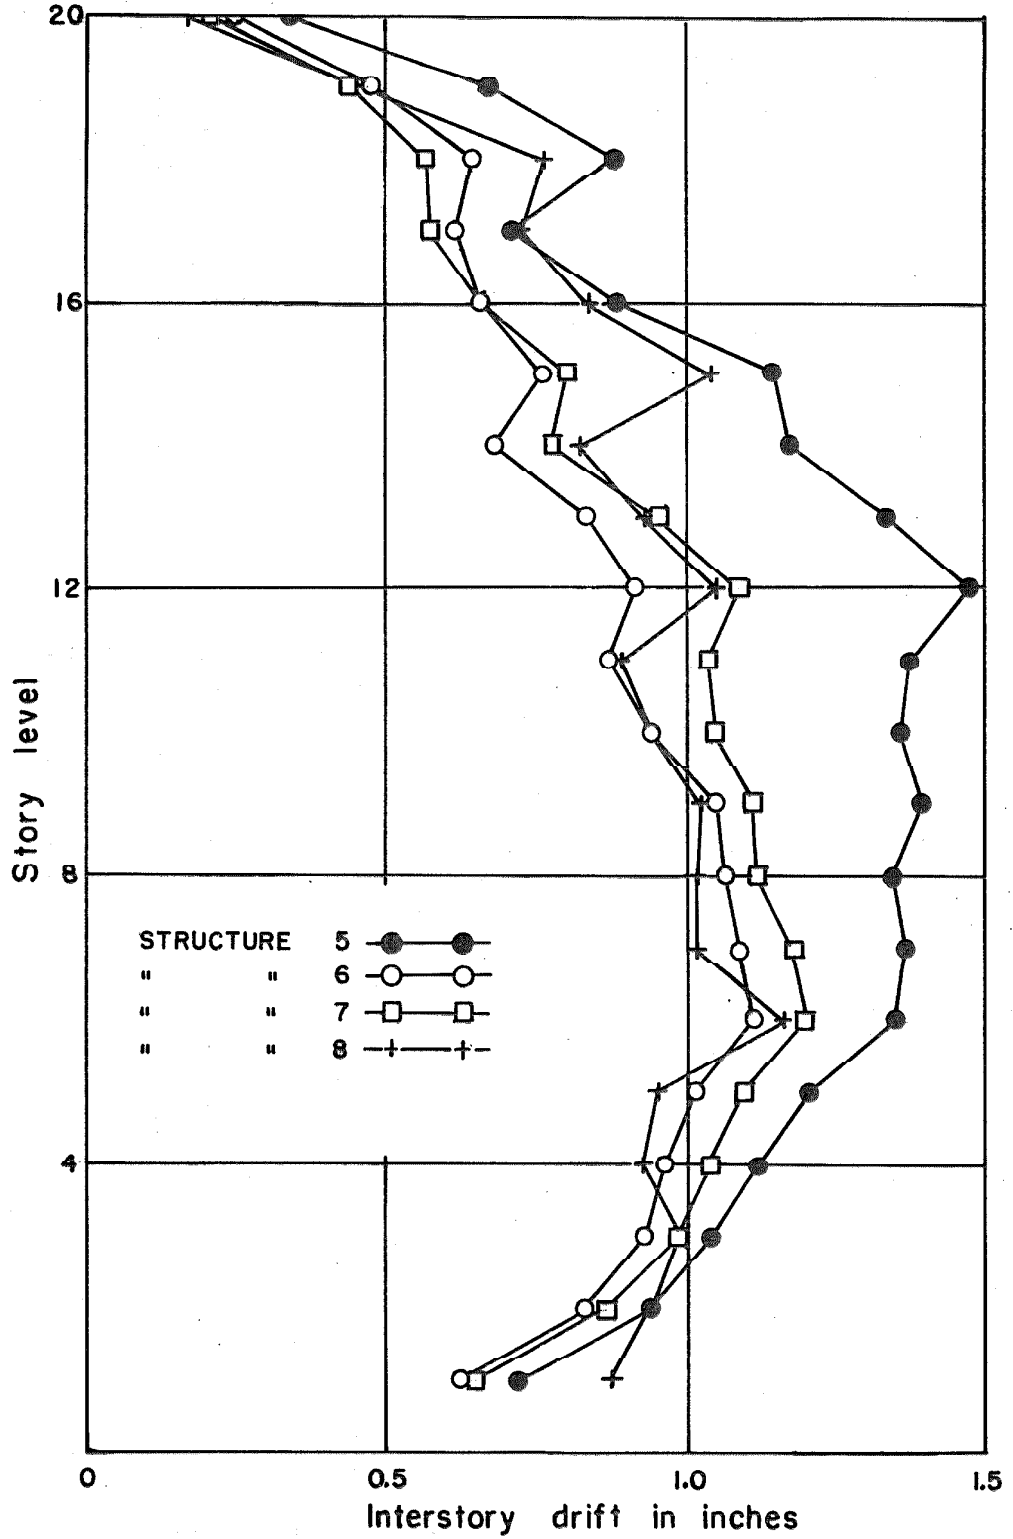 20
16
12
Story level
8
STRUCTURE 5
" " 6
" " 7
" " 8
4
0 0.5 1.0 1.5
Interstory drift in inches